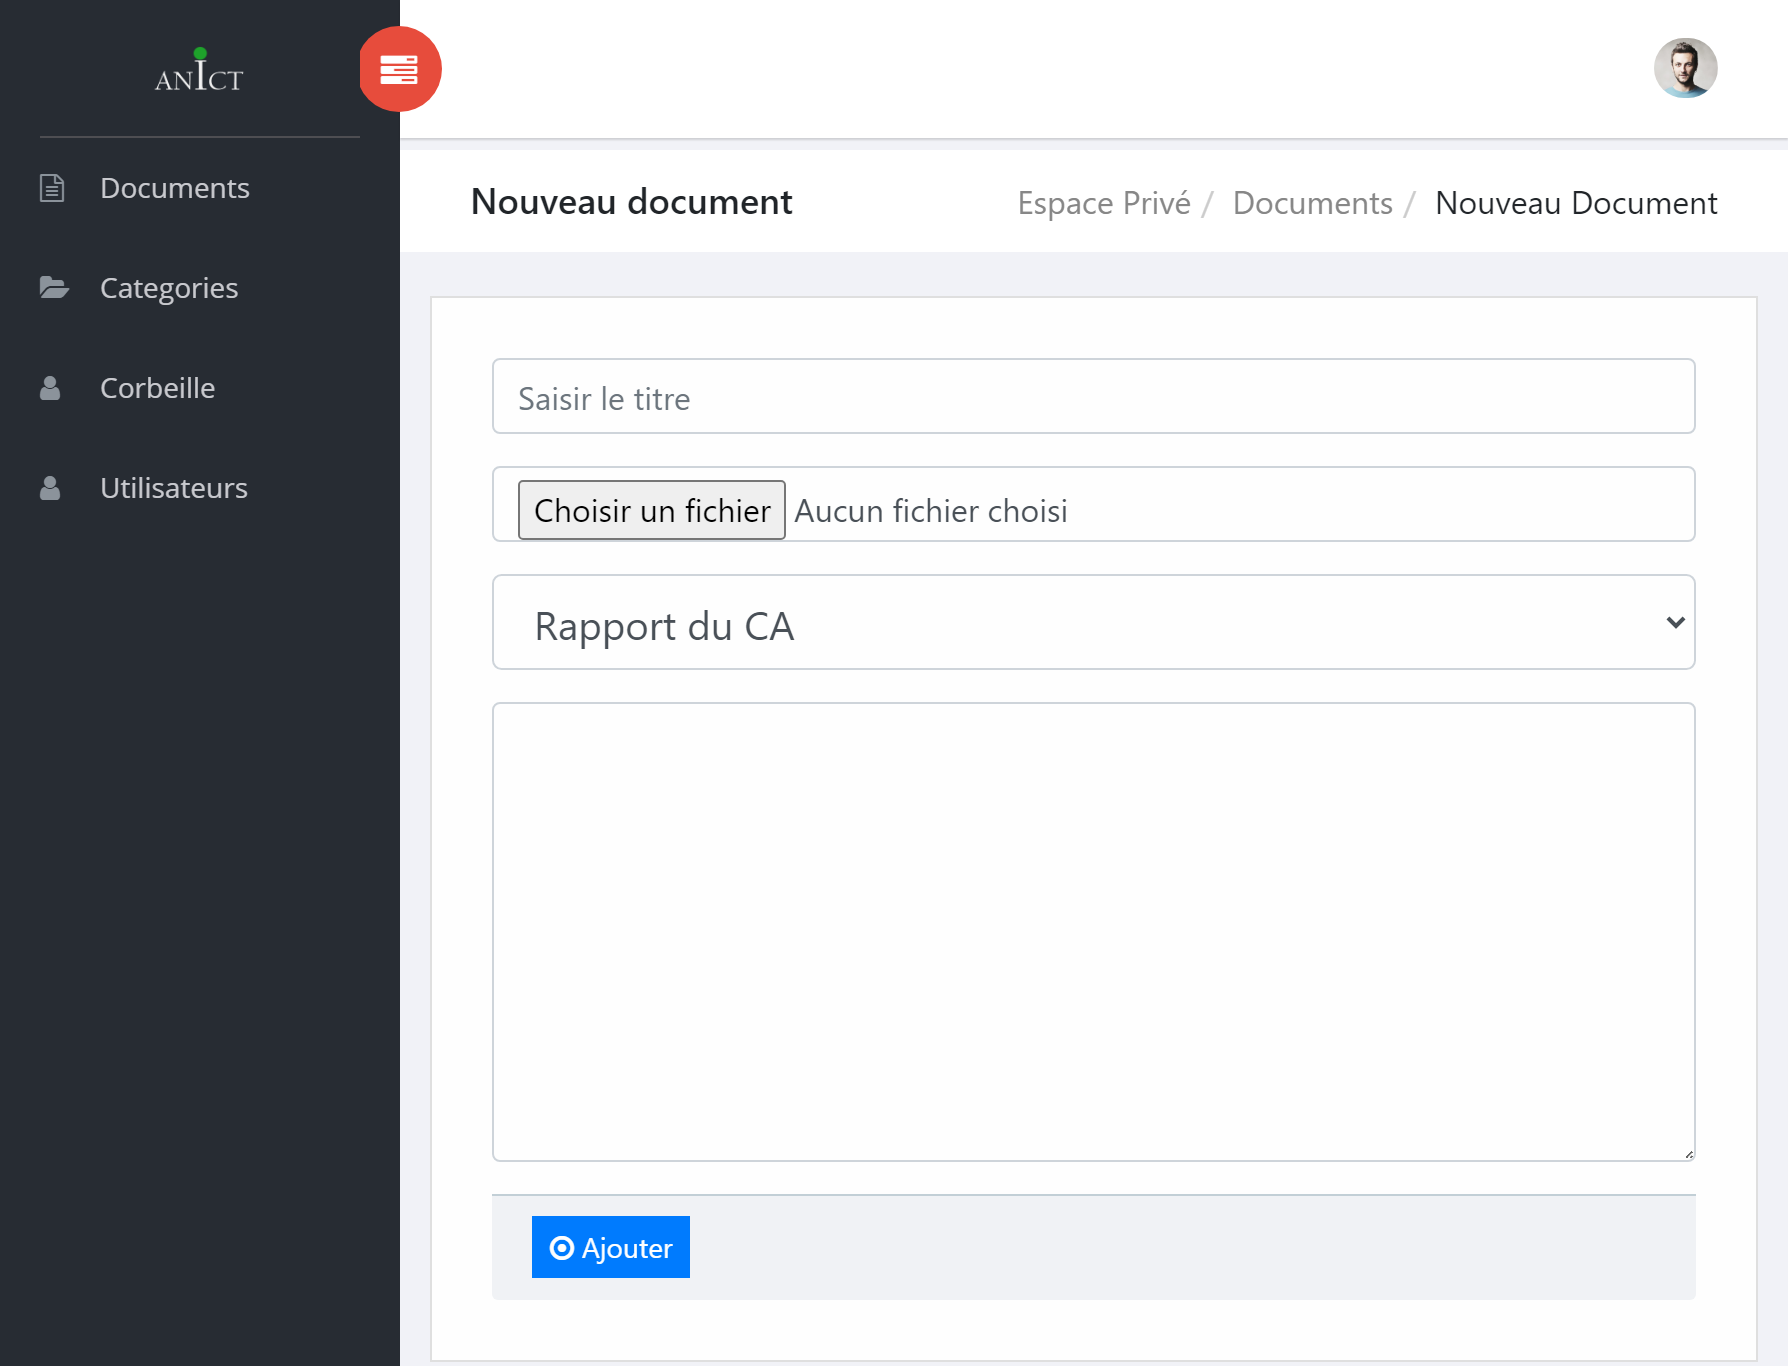 ANICT
Documents
Categories
Corbeille
Utilisateurs
Nouveau document
Espace Privé / Documents / Nouveau Document
Saisir le titre
Choisir un fichier Aucun fichier choisi
Rapport du CA
Ajouter